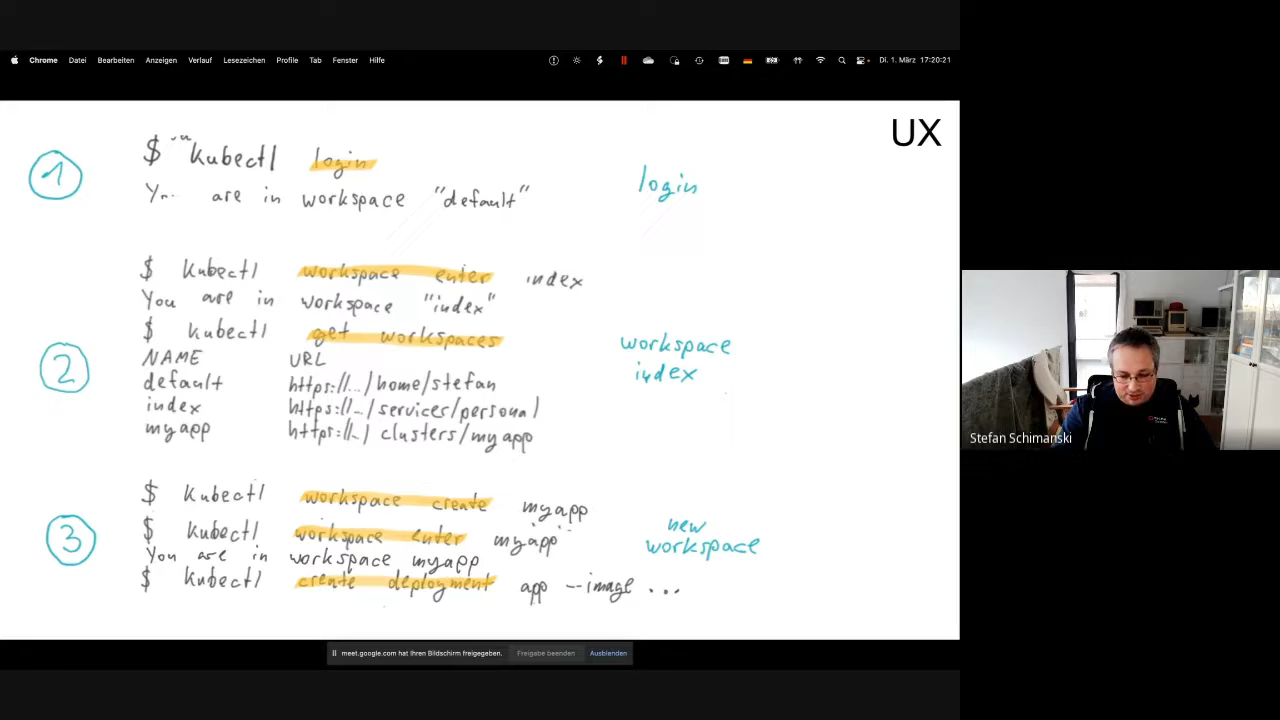 Chrome Datei Bearbeiten Anzeigen Verlauf Lesezeichen Profile Tab Fenster Hilfe
Di. 1. März 17:20:21
UX
1
$ kubectl login
are in workspace "default"
login
2
$ kubectl workspace enter index
You are in workspace "index"
$ kubectl get workspaces
NAME URL
default https://.../home/stefan
index https://.../services/personal
myapp https://../clusters/myapp
workspace
index
3
$ kubectl workspace create myapp
$ kubectl workspace enter "myapp"
You are in workspace myapp
$ kubectl create deployment app --image ...
new
workspace
Stefan Schimanski
meet.google.com hat Ihren Bildschirm freigegeben. Freigabe beenden Ausblenden